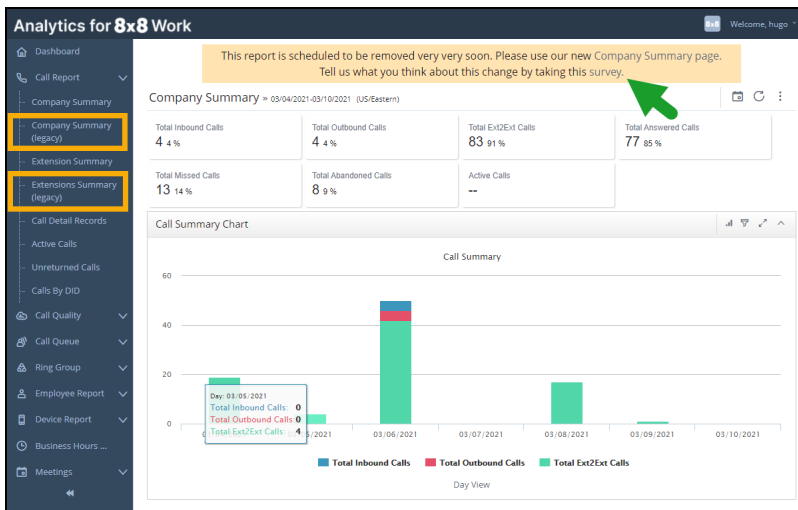 Analytics for 8x8 Work
8x8
Welcome, hugo
Dashboard
Call Report
Company Summary
Company Summary
(legacy)
Extension Summary
Extensions Summary
(legacy)
Call Detail Records
Active Calls
Unreturned Calls
Calls By DID
Call Quality
Call Queue
Ring Group
Employee Report
Device Report
Business Hours ...
Meetings
This report is scheduled to be removed very very soon. Please use our new Company Summary page.
Tell us what you think about this change by taking this survey.
Company Summary » 03/04/2021-03/10/2021 (US/Eastern)
Total Inbound Calls
4 4 %
Total Outbound Calls
4 4 %
Total Ext2Ext Calls
83 91 %
Total Answered Calls
77 85 %
Total Missed Calls
13 14 %
Total Abandoned Calls
8 9 %
Active Calls
--
Call Summary Chart
Call Summary
60
40
20
0
Day: 03/05/2021
Total Inbound Calls: 0
Total Outbound Calls: 0
Total Ext2Ext Calls: 4
5/2021
03/06/2021
03/07/2021
03/08/2021
03/09/2021
03/10/2021
Total Inbound Calls
Total Outbound Calls
Total Ext2Ext Calls
Day View